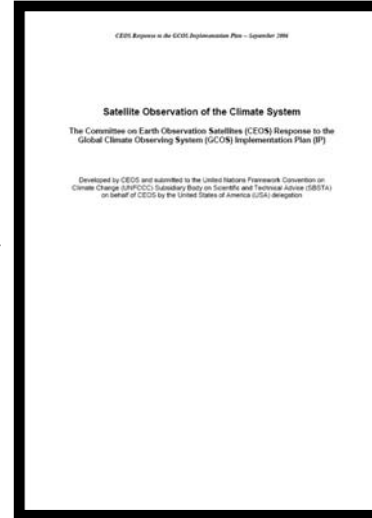 CEOS Response to the GCOS Implementation Plan – September 2006
Satellite Observation of the Climate System
The Committee on Earth Observation Satellites (CEOS) Response to the
Global Climate Observing System (GCOS) Implementation Plan (IP)
Developed by CEOS and submitted to the United Nations Framework Convention on
Climate Change (UNFCCC) Subsidiary Body on Scientific and Technical Advice (SBSTA)
on behalf of CEOS by the United States of America (USA) delegation